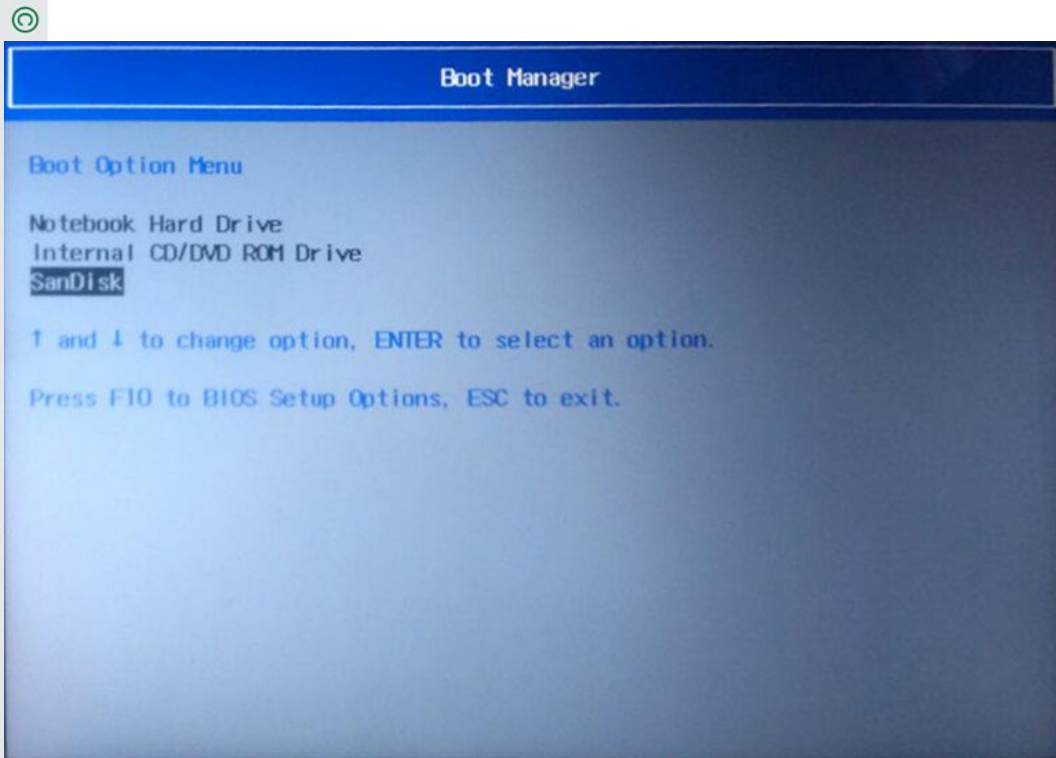 Boot Manager
Boot Option Menu
Notebook Hard Drive
Internal CD/DVD ROM Drive
SanDisk
↑ and ↓ to change option, ENTER to select an option.
Press F10 to BIOS Setup Options, ESC to exit.